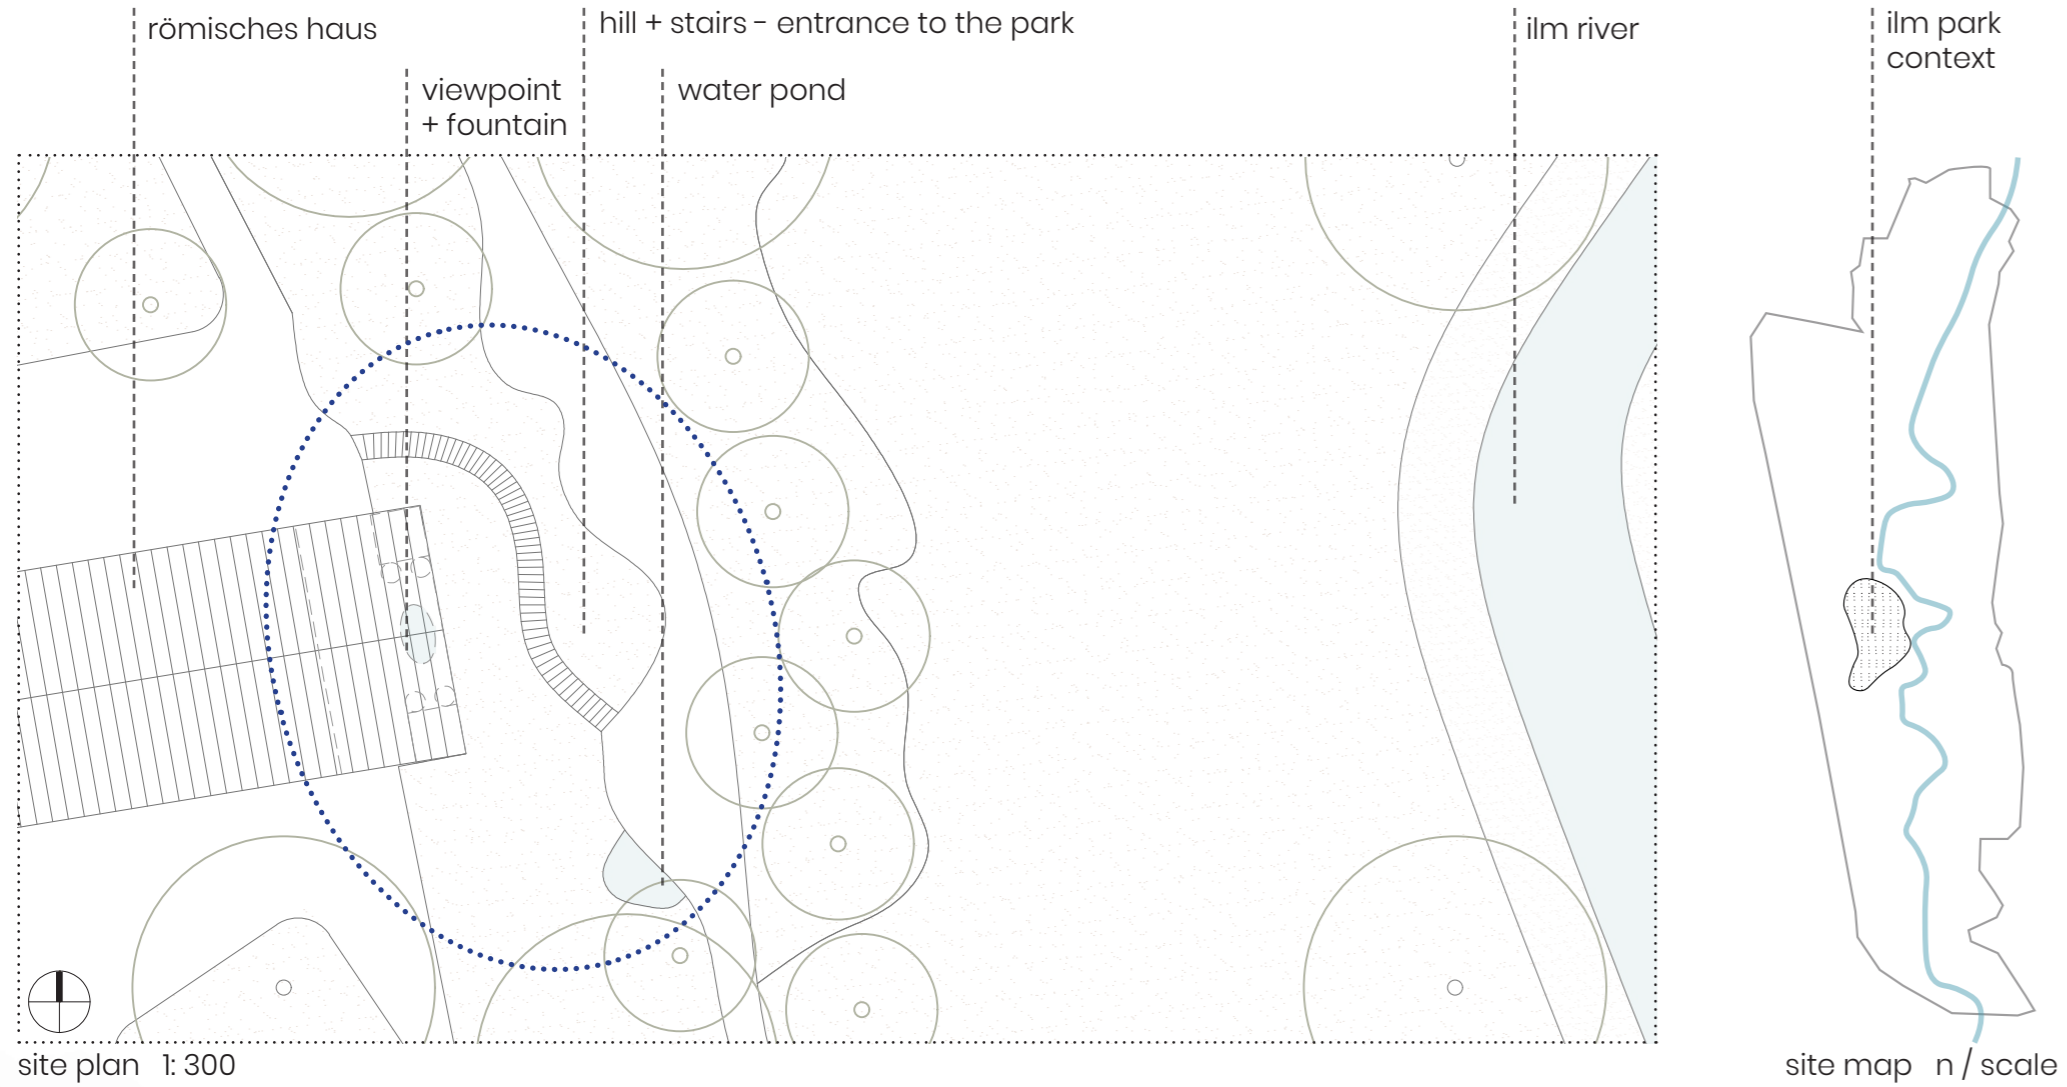 römisches haus
hill + stairs - entrance to the park
ilm river
ilm park
context
viewpoint
+ fountain
water pond
site plan 1: 300
site map n / scale